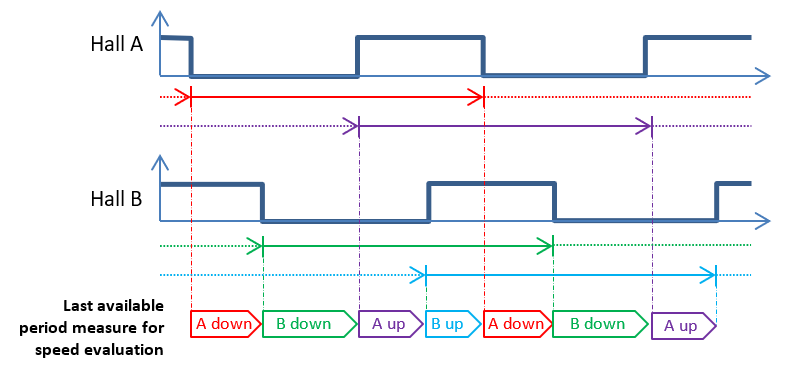 Hall A
Hall B
Last available
period measure for
speed evaluation
A down
B down
A up
B up
A down
B down
A up